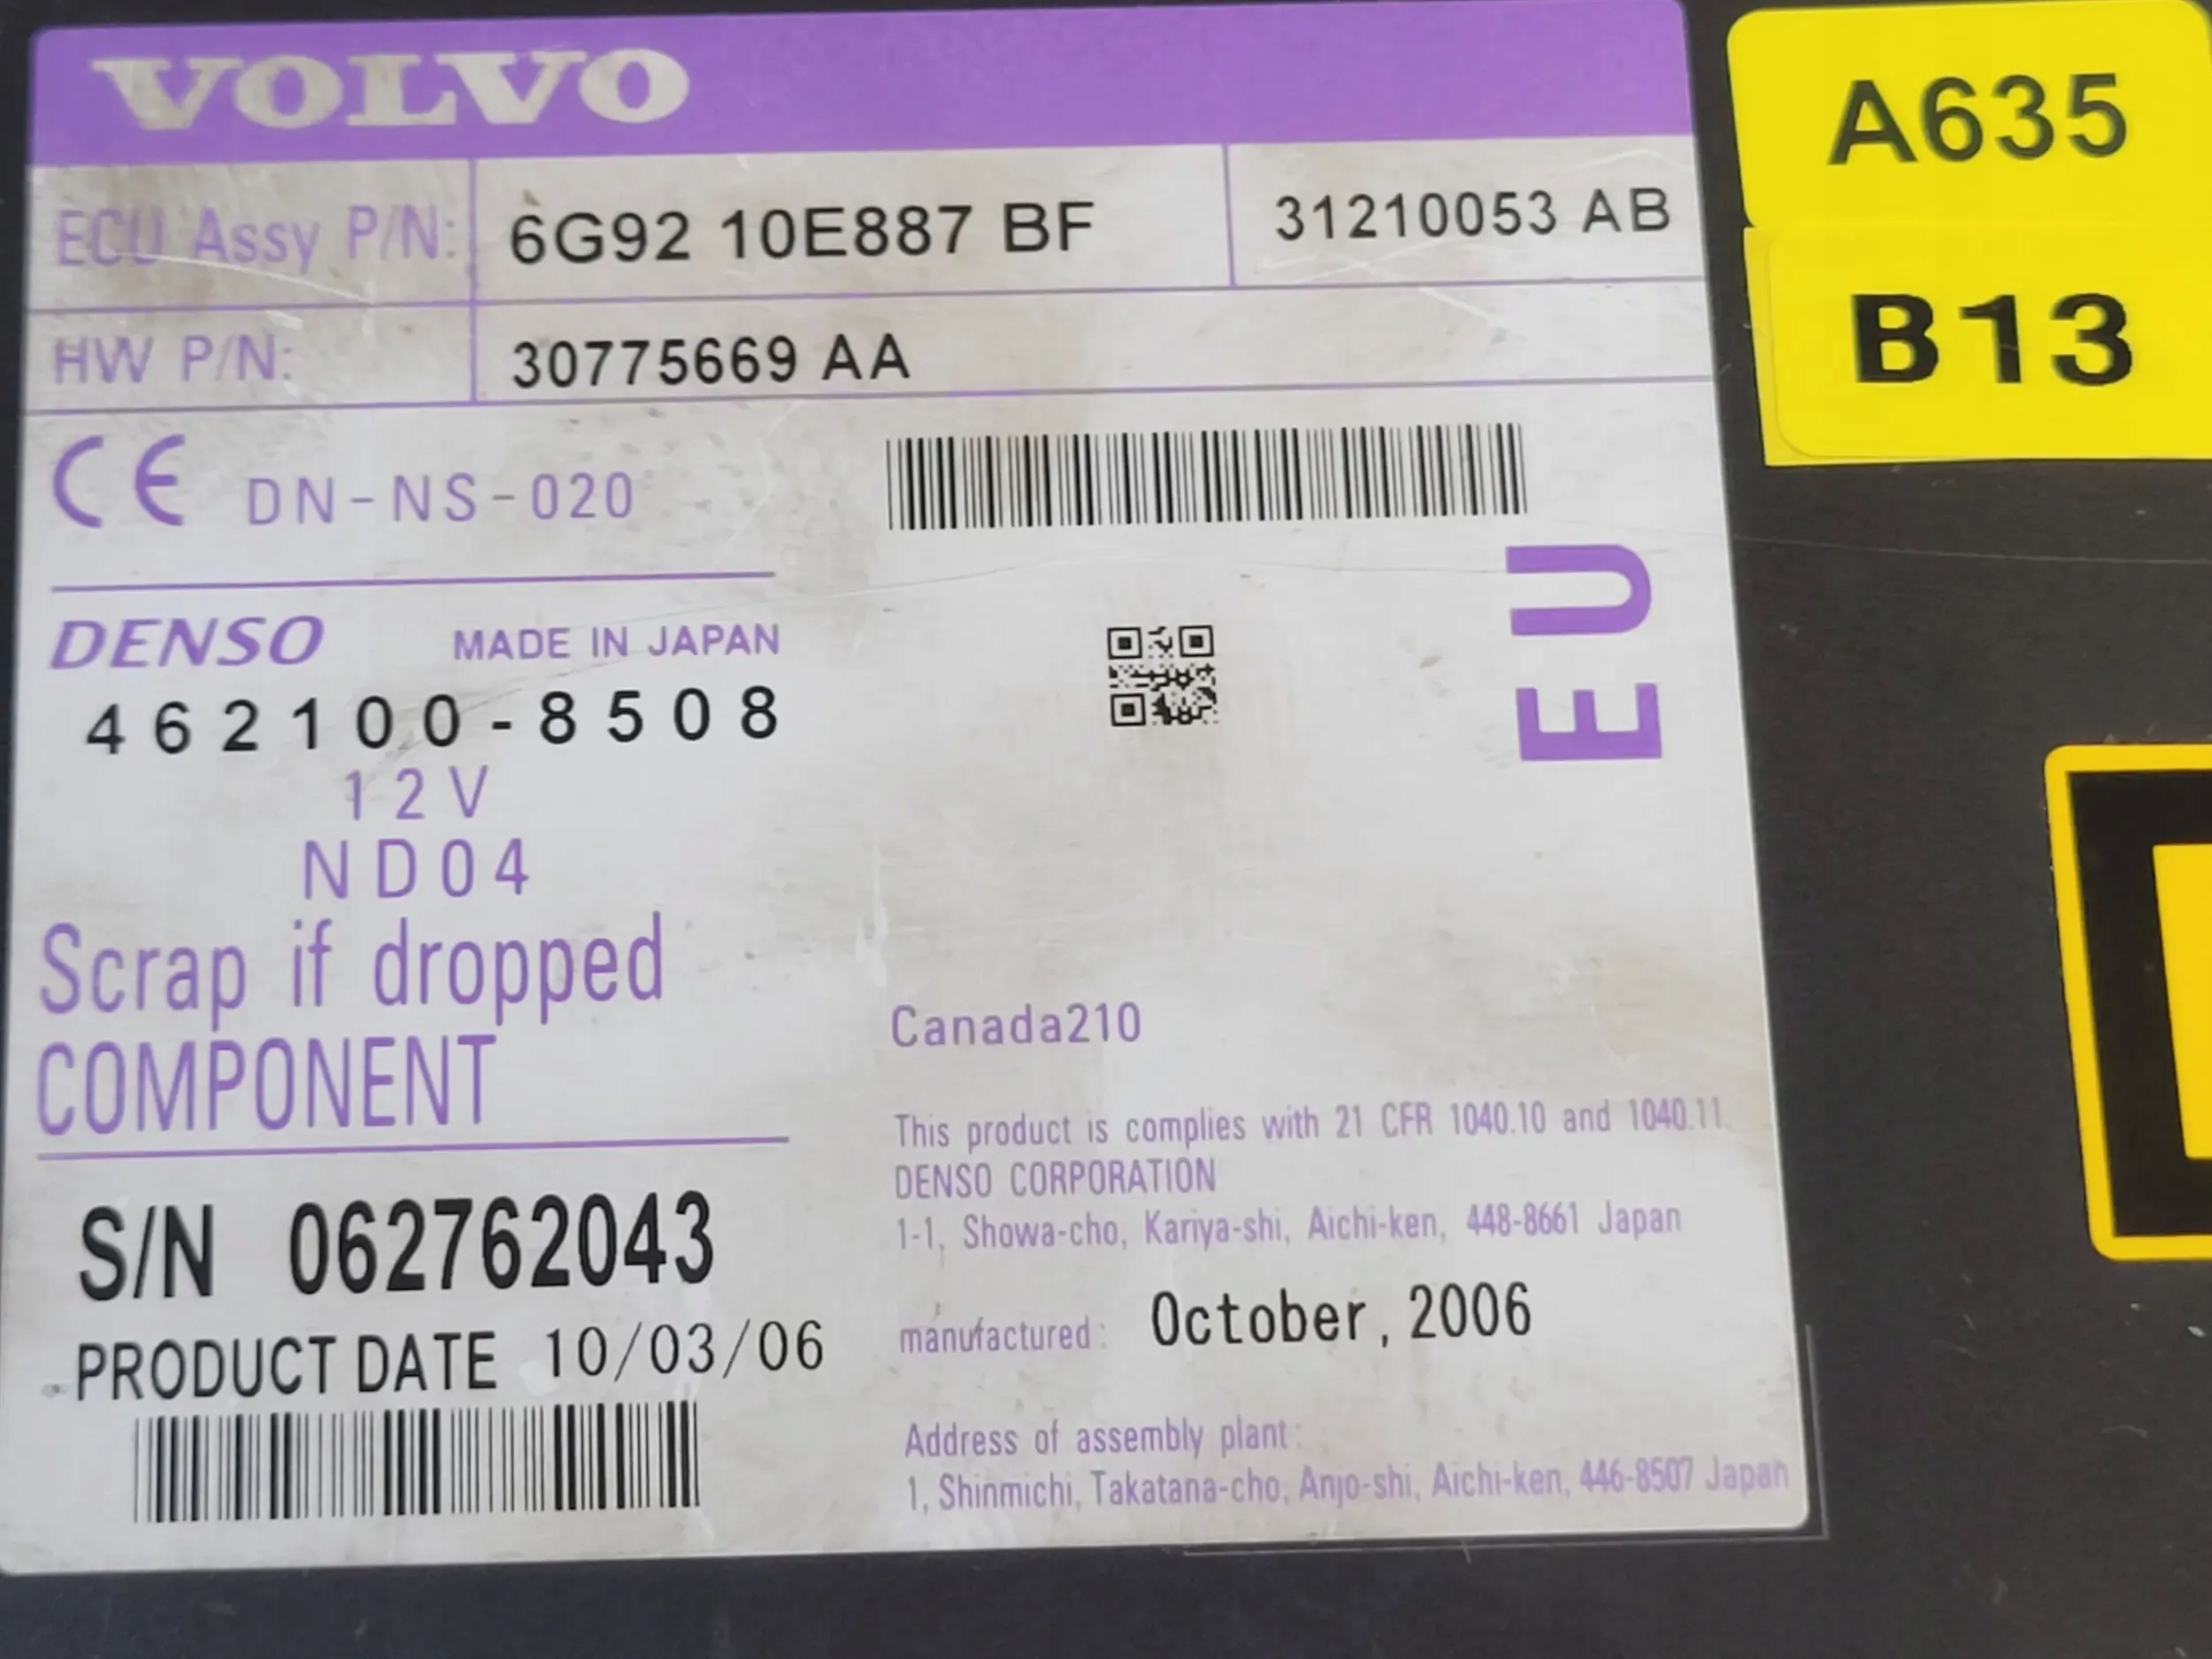 VOLVO
ECU Assy P/N: 6G92 10E887 BF 31210053 AB
HW P/N: 30775669 AA
CE DN-NS-020
EU
DENSO MADE IN JAPAN
462100-8508
12V
ND04
Scrap if dropped
COMPONENT
S/N 062762043
PRODUCT DATE 10/03/06
Canada210
This product is complies with 21 CFR 1040.10 and 1040.11.
DENSO CORPORATION
1-1, Showa-cho, Kariya-shi, Aichi-ken, 448-8661 Japan
manufactured: October, 2006
Address of assembly plant:
1, Shinmichi, Takatana-cho, Anjo-shi, Aichi-ken, 446-8507 Japan
A635
B13